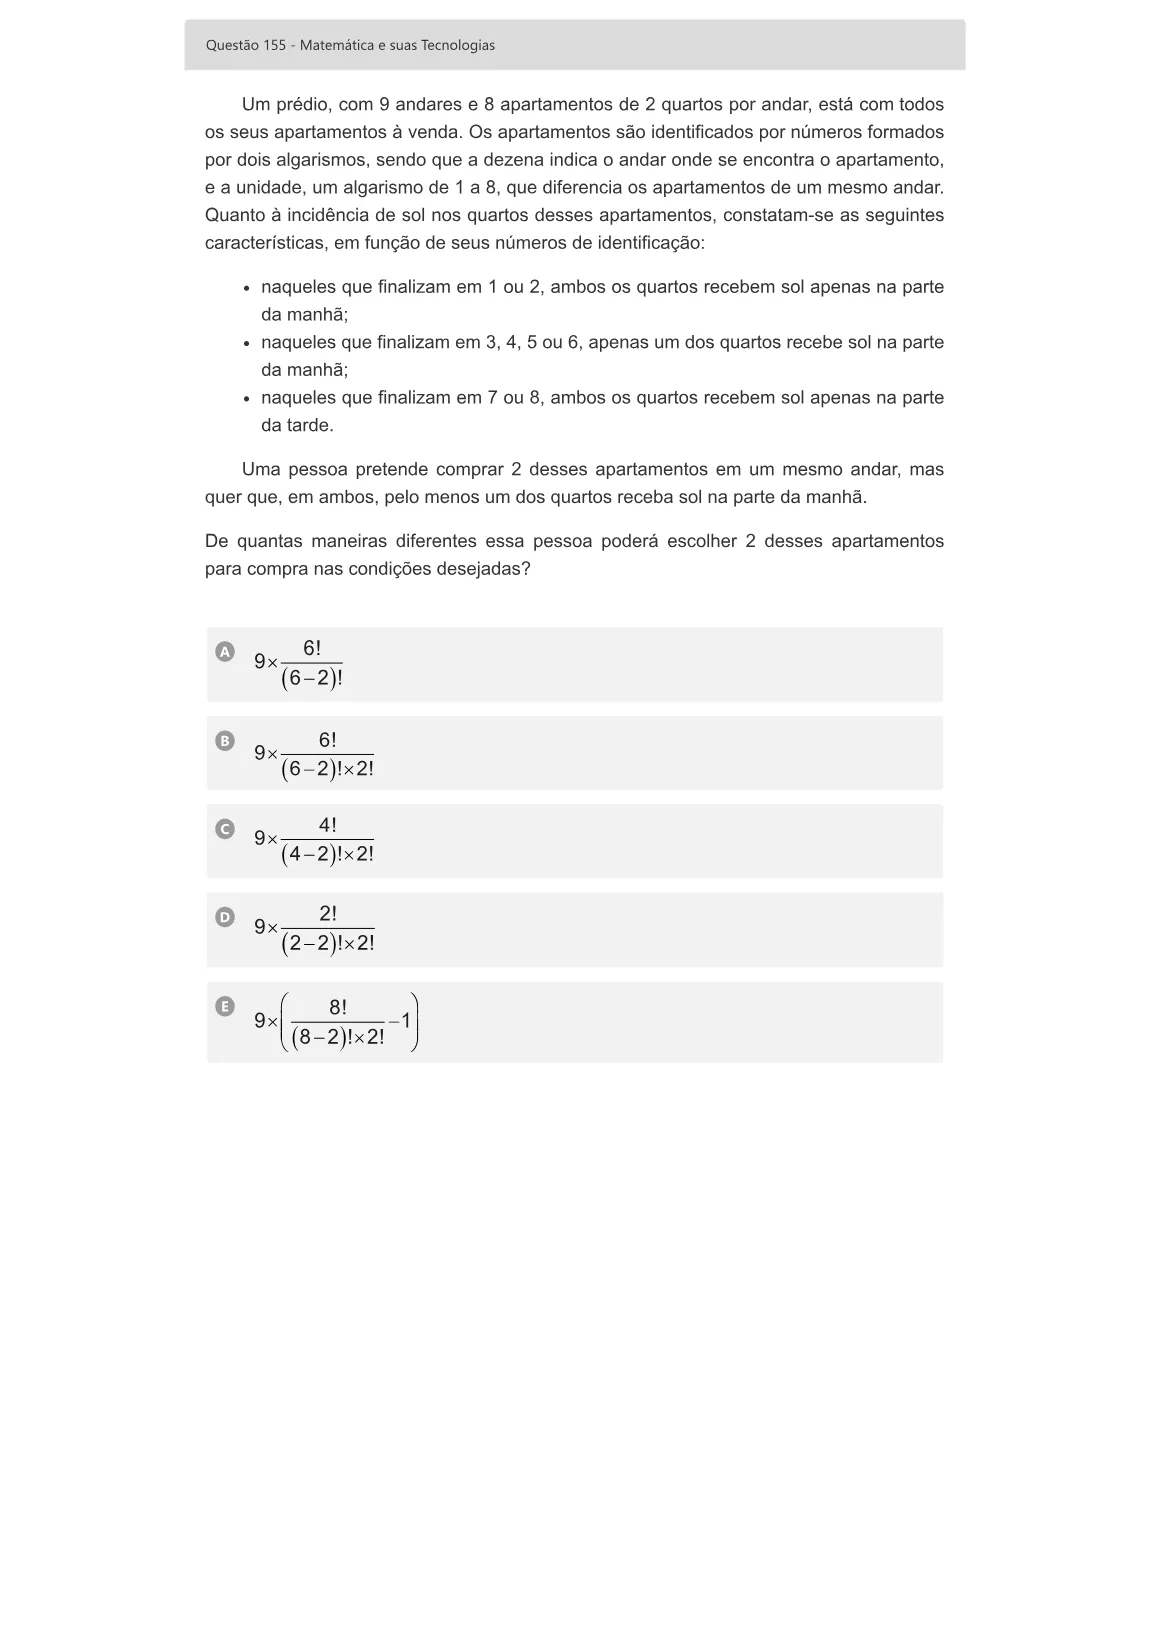 Questão 155 - Matemática e suas Tecnologias
Um prédio, com 9 andares e 8 apartamentos de 2 quartos por andar, está com todos
os seus apartamentos à venda. Os apartamentos são identificados por números formados
por dois algarismos, sendo que a dezena indica o andar onde se encontra o apartamento,
e a unidade, um algarismo de 1 a 8, que diferencia os apartamentos de um mesmo andar.
Quanto à incidência de sol nos quartos desses apartamentos, constatam-se as seguintes
características, em função de seus números de identificação:
• naqueles que finalizam em 1 ou 2, ambos os quartos recebem sol apenas na parte
da manhã;
• naqueles que finalizam em 3, 4, 5 ou 6, apenas um dos quartos recebe sol na parte
da manhã;
• naqueles que finalizam em 7 ou 8, ambos os quartos recebem sol apenas na parte
da tarde.
Uma pessoa pretende comprar 2 desses apartamentos em um mesmo andar, mas
quer que, em ambos, pelo menos um dos quartos receba sol na parte da manhã.
De quantas maneiras diferentes essa pessoa poderá escolher 2 desses apartamentos
para compra nas condições desejadas?
A 9× 6! / (6−2)!
B 9× 6! / (6−2)!×2!
C 9× 4! / (4−2)!×2!
D 9× 2! / (2−2)!×2!
E 9×( 8! / (8−2)!×2! −1)